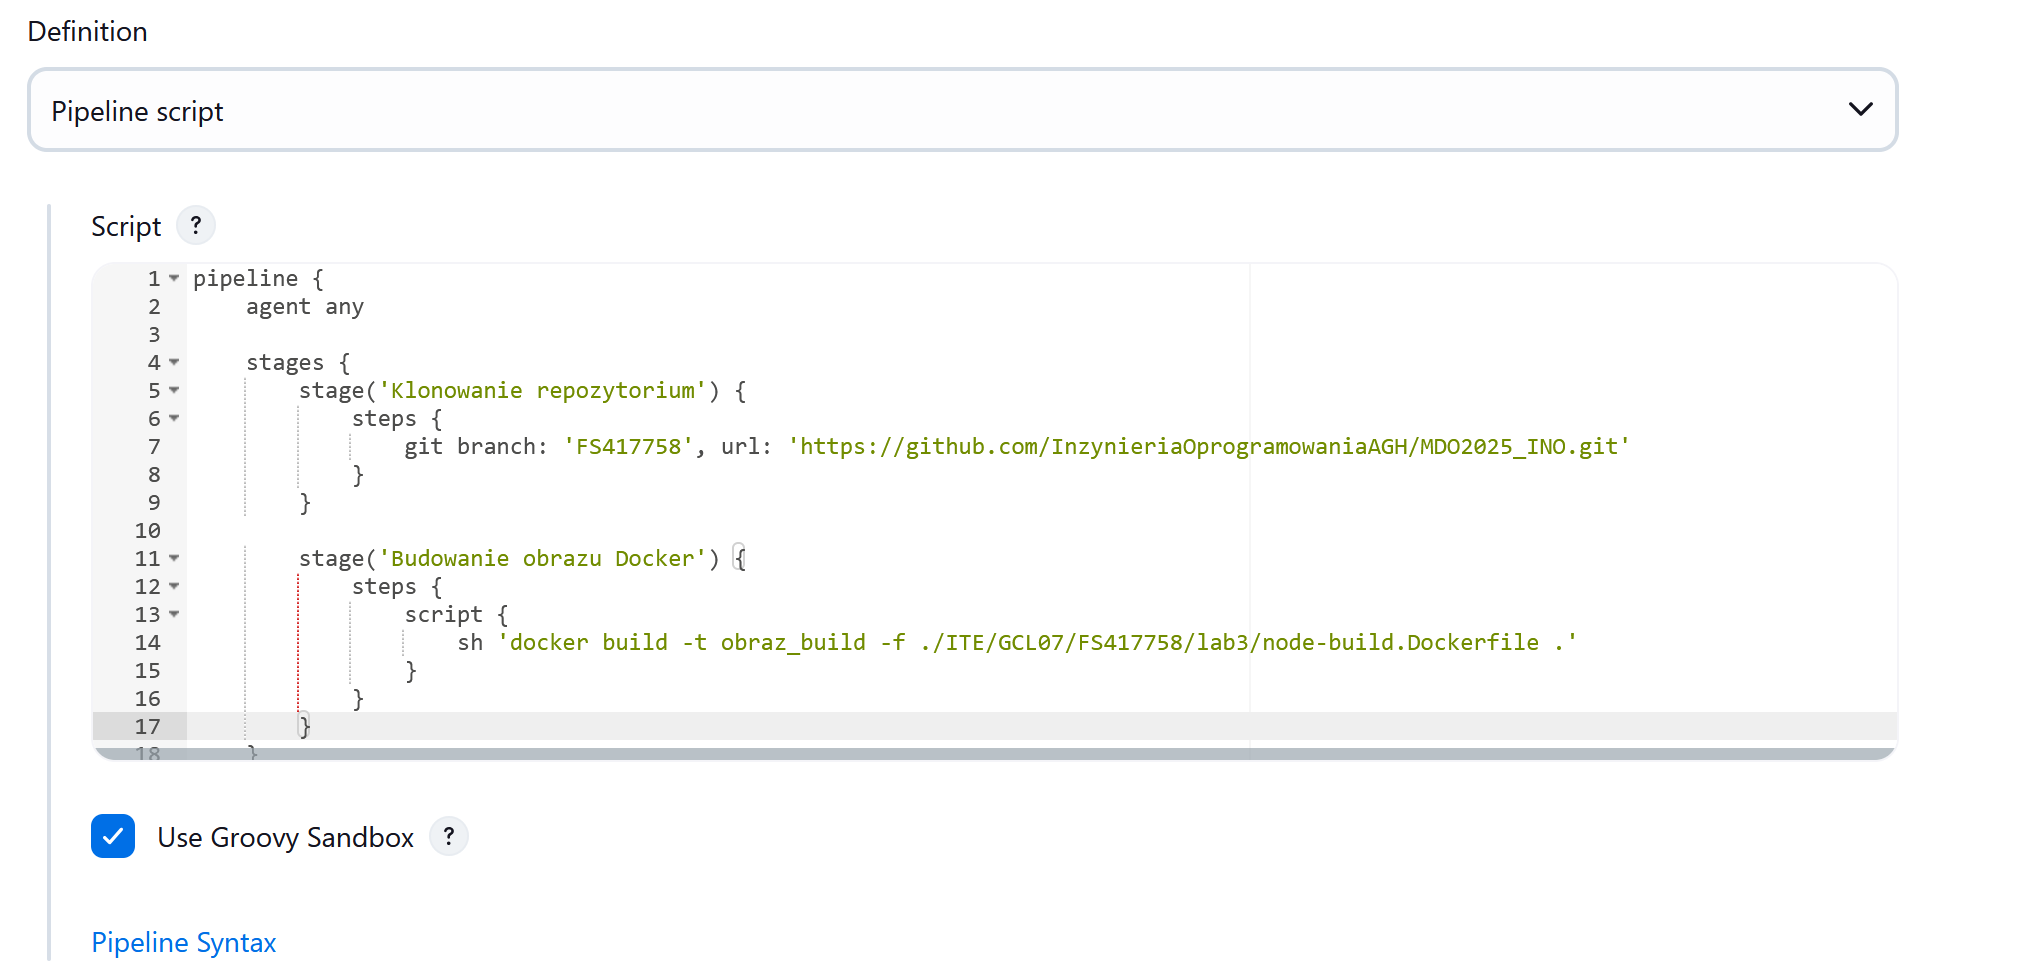 Definition
Pipeline script
Script ?
1 pipeline {
2     agent any
3
4     stages {
5         stage('Klonowanie repozytorium') {
6             steps {
7                 git branch: 'FS417758', url: 'https://github.com/InzynieriaOprogramowaniaAGH/MDO2025_INO.git'
8             }
9         }
10
11         stage('Budowanie obrazu Docker') {
12             steps {
13                 script {
14                     sh 'docker build -t obraz_build -f ./ITE/GCL07/FS417758/lab3/node-build.Dockerfile .'
15                 }
16             }
17         }
18     }
Use Groovy Sandbox ?
Pipeline Syntax